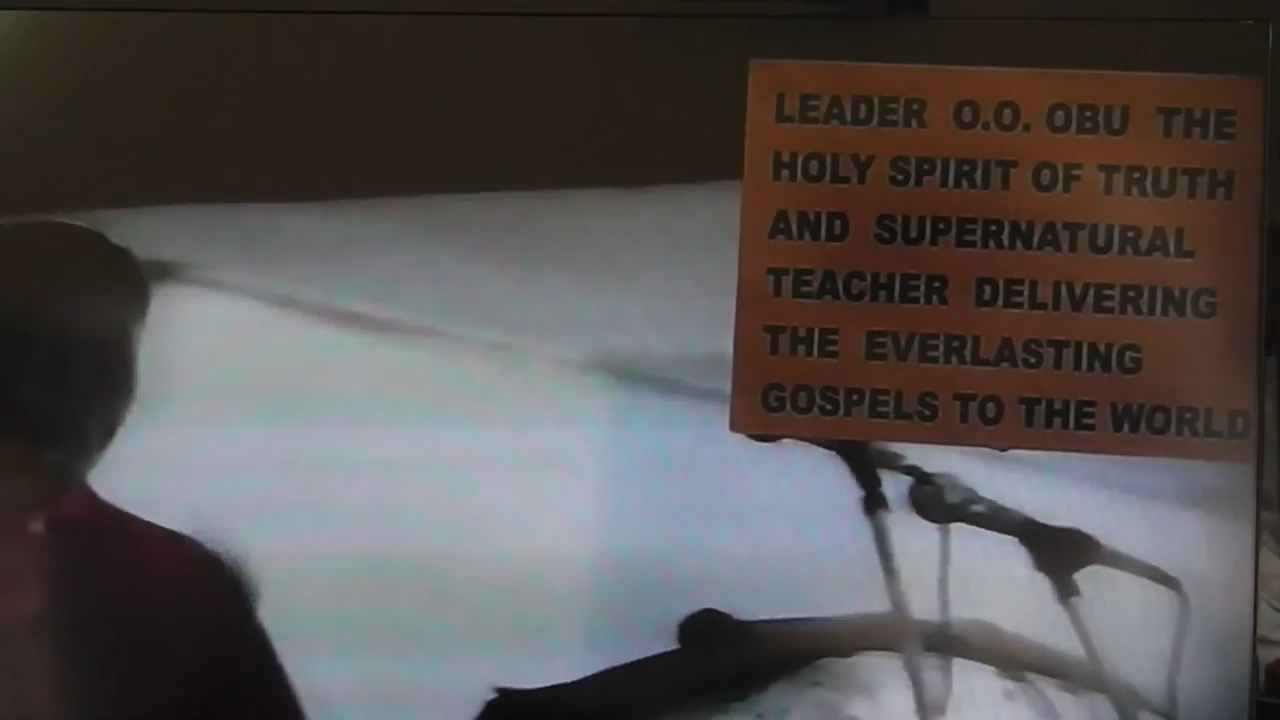 LEADER O.O. OBU THE
HOLY SPIRIT OF TRUTH
AND SUPERNATURAL
TEACHER DELIVERING
THE EVERLASTING
GOSPELS TO THE WORLD